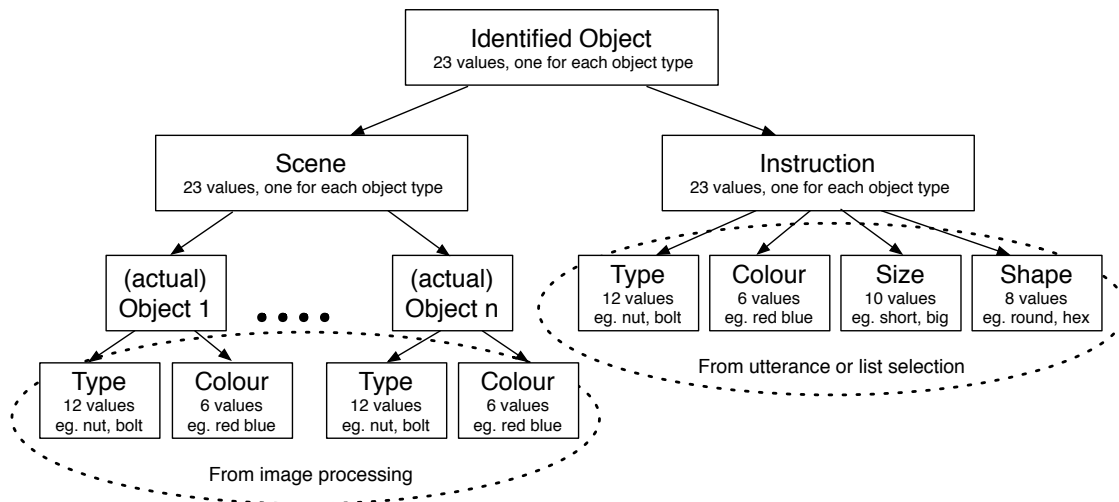 Identified Object
23 values, one for each object type
Scene
23 values, one for each object type
Instruction
23 values, one for each object type
(actual)
Object 1
(actual)
Object n
Type
12 values
eg. nut, bolt
Colour
6 values
eg. red blue
Size
10 values
eg. short, big
Shape
8 values
eg. round, hex
From utterance or list selection
Type
12 values
eg. nut, bolt
Colour
6 values
eg. red blue
Type
12 values
eg. nut, bolt
Colour
6 values
eg. red blue
From image processing